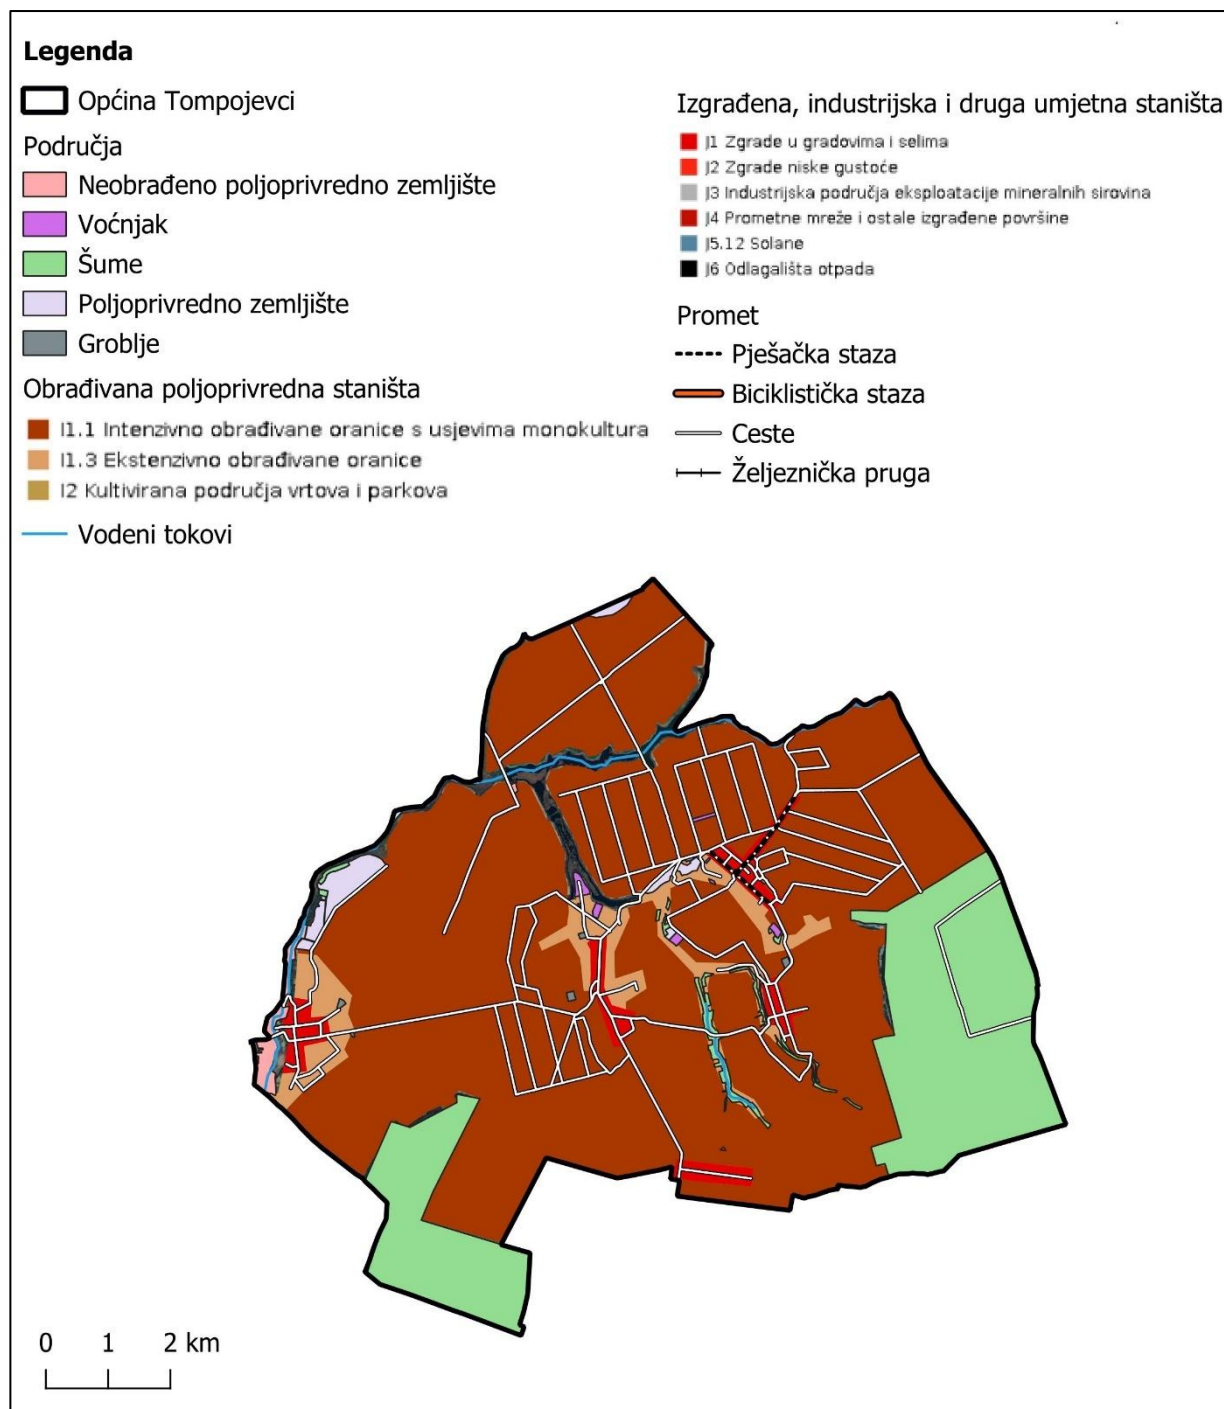 Legenda
Općina Tompojevci
Područja
Neobrađeno poljoprivredno zemljište
Voćnjak
Šume
Poljoprivredno zemljište
Groblje
Obrađivana poljoprivredna staništa
I1.1 Intenzivno obrađivane oranice s usjevima monokultura
I1.3 Ekstenzivno obrađivane oranice
I2 Kultivirana područja vrtova i parkova
Vodeni tokovi
Izgrađena, industrijska i druga umjetna staništa
J1 Zgrade u gradovima i selima
J2 Zgrade niske gustoće
J3 Industrijska područja eksploatacije mineralnih sirovina
J4 Prometne mreže i ostale izgrađene površine
J5.12 Solane
J6 Odlagališta otpada
Promet
Pješačka staza
Biciklistička staza
Ceste
Željeznička pruga
0 1 2 km